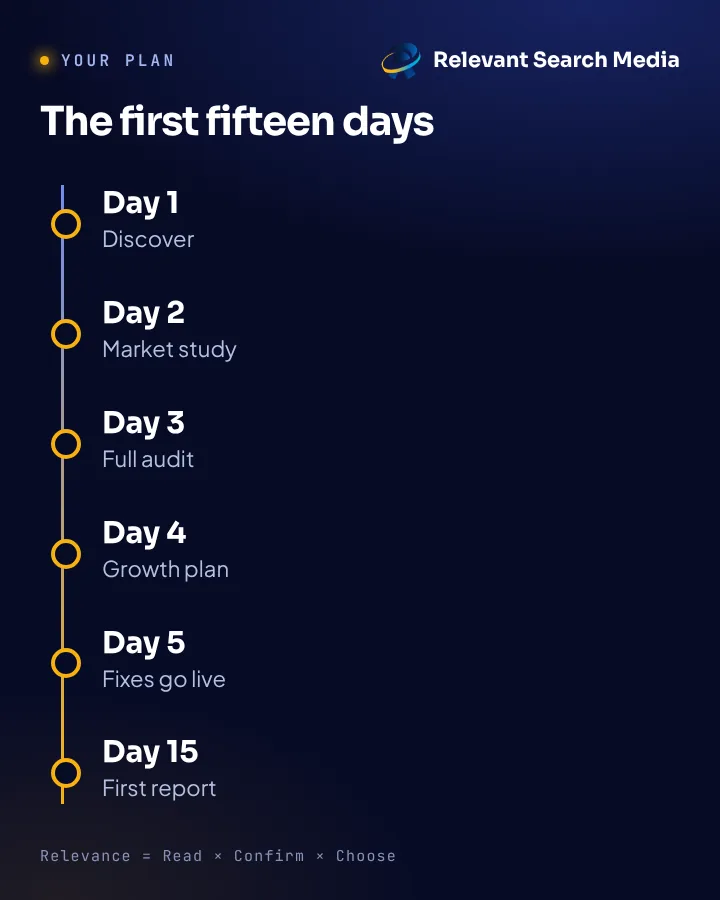 YOUR PLAN
Relevant Search Media
The first fifteen days
Day 1
Discover
Day 2
Market study
Day 3
Full audit
Day 4
Growth plan
Day 5
Fixes go live
Day 15
First report
Relevance = Read × Confirm × Choose